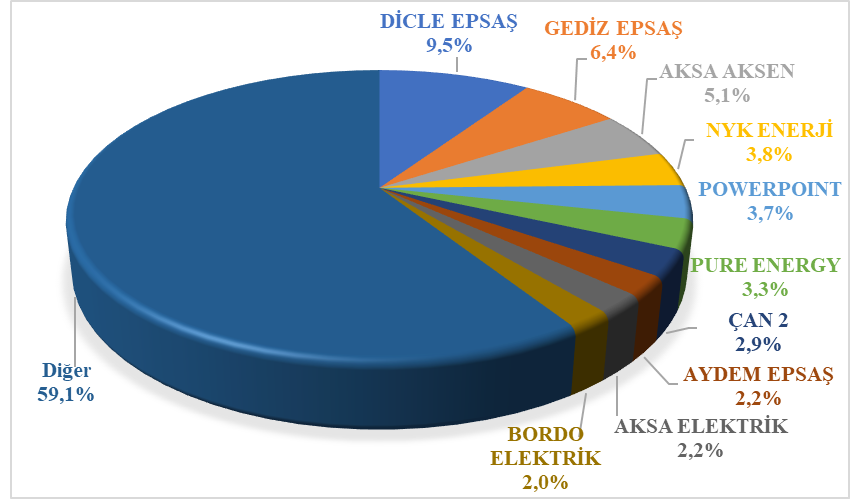 DİCLE EPSAŞ
9,5%
GEDİZ EPSAŞ
6,4%
AKSA AKSEN
5,1%
NYK ENERJİ
3,8%
POWERPOINT
3,7%
PURE ENERGY
3,3%
ÇAN 2
2,9%
AYDEM EPSAŞ
2,2%
AKSA ELEKTRİK
2,2%
BORDO
ELEKTRİK
2,0%
Diğer
59,1%